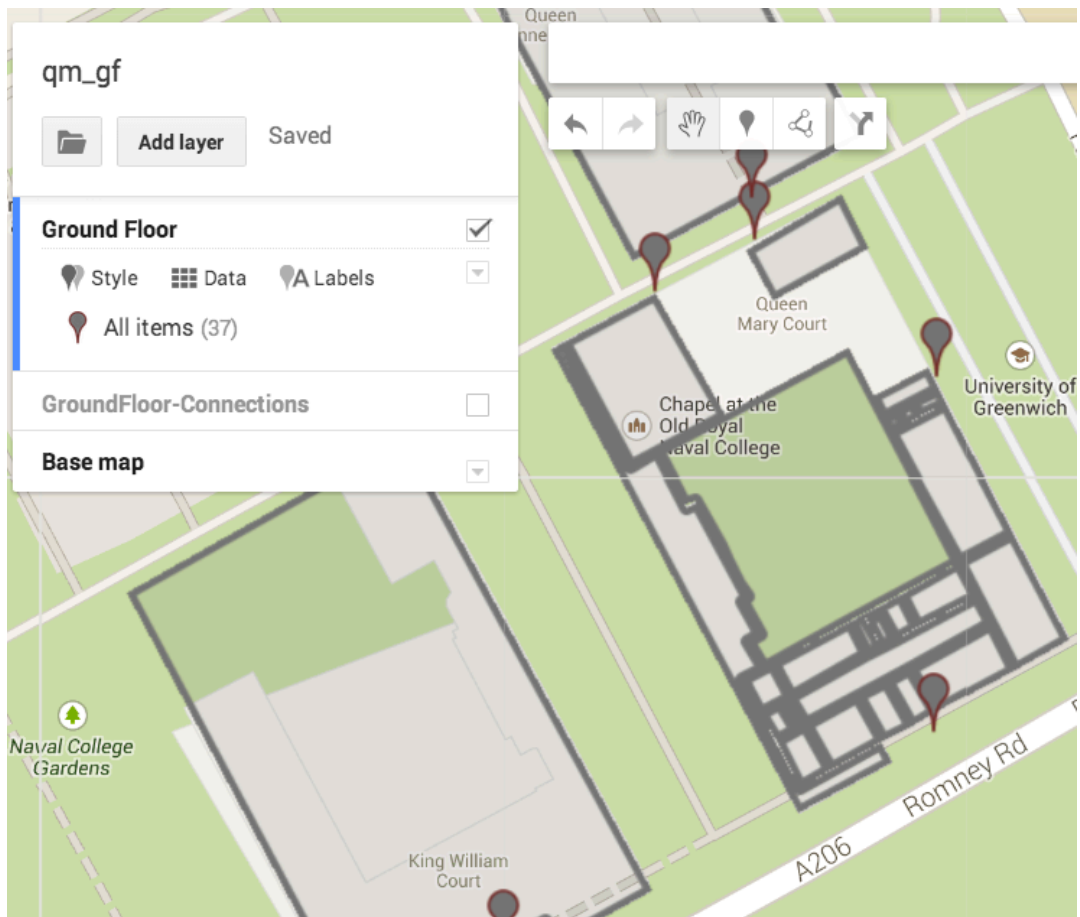 Queen
qm_gf
Add layer
Saved
Ground Floor
Style
Data
A Labels
All items (37)
GroundFloor-Connections
Base map
Queen
Mary Court
University of
Greenwich
Chapel at the
Old Royal
Naval College
Naval College
Gardens
King William
Court
A206
Romney Rd